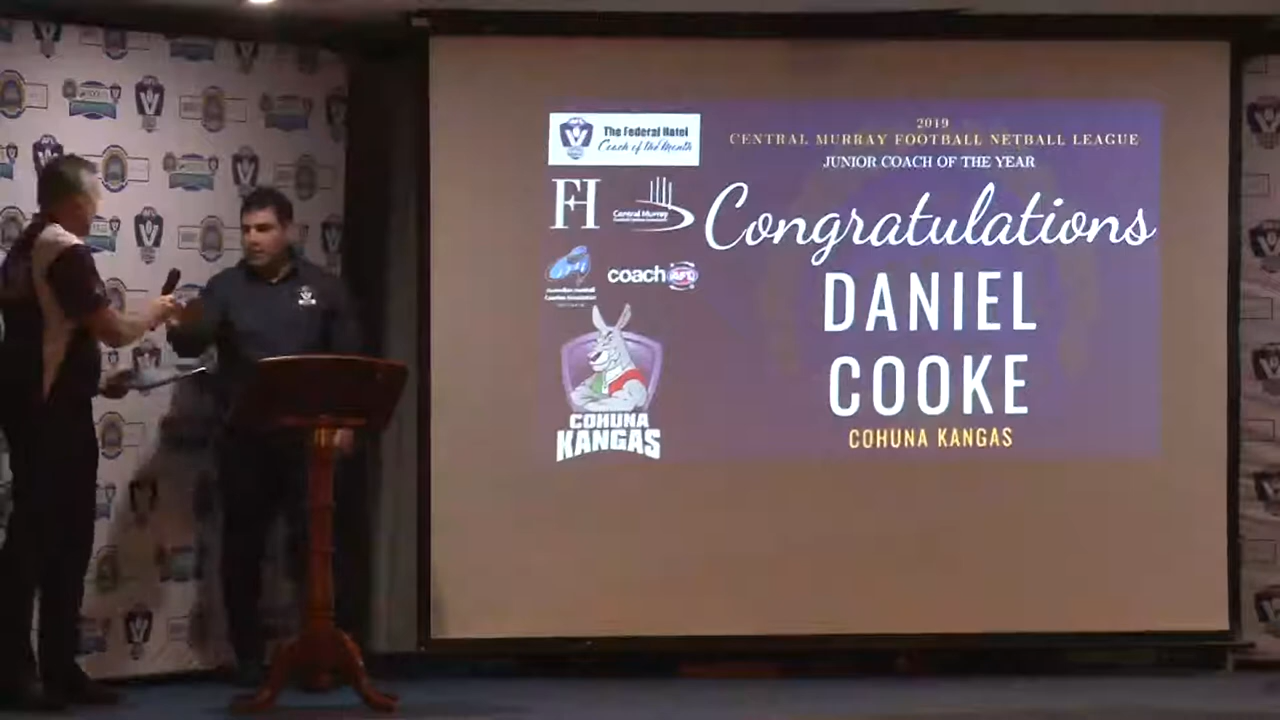 The Federal Hotel
Coach of the Month
2019
CENTRAL MURRAY FOOTBALL NETBALL LEAGUE
JUNIOR COACH OF THE YEAR
FH
Central Murray
Congratulations
coach AFL
DANIEL
COOKE
COHUNA
KANGAS
COHUNA KANGAS